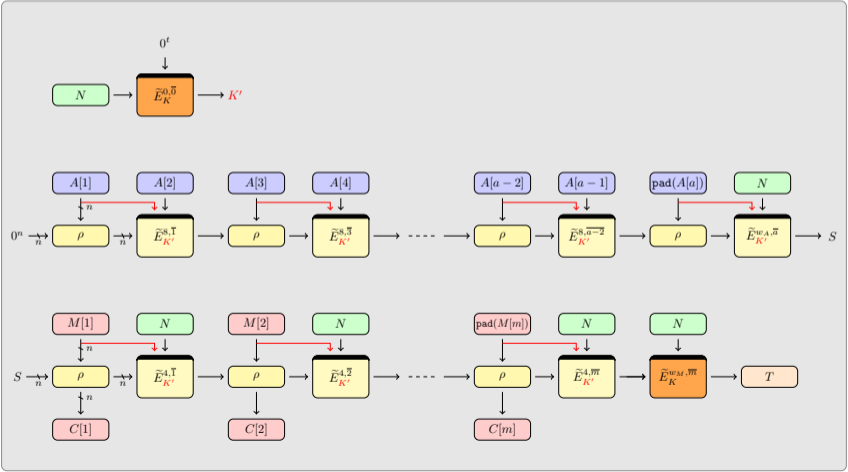 0^t
N Ẽ_K^{0,0̅} K′
A[1] A[2] A[3] A[4] A[a − 2] A[a − 1] pad(A[a]) N
n
0^n n ρ n Ẽ_{K′}^{8,1̅} ρ Ẽ_{K′}^{8,3̅} ρ Ẽ_{K′}^{8,\overline{a−2}} ρ Ẽ_{K′}^{w_A,a̅} S
M[1] N M[2] N pad(M[m]) N N
n
S n ρ n Ẽ_{K′}^{4,1̅} ρ Ẽ_{K′}^{4,2̅} ρ Ẽ_{K′}^{4,m̅} Ẽ_K^{w_M,m̅} T
n
C[1] C[2] C[m]